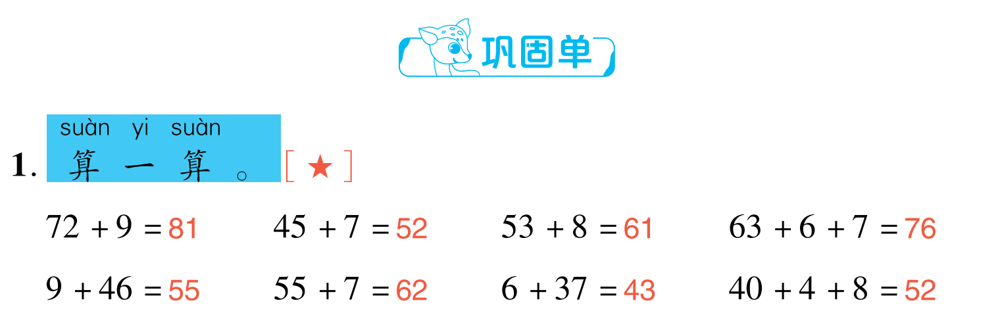 巩固单
suàn yi suàn
1. 算一算。[★]
72 + 9 = 81 45 + 7 = 52 53 + 8 = 61 63 + 6 + 7 = 76
9 + 46 = 55 55 + 7 = 62 6 + 37 = 43 40 + 4 + 8 = 52